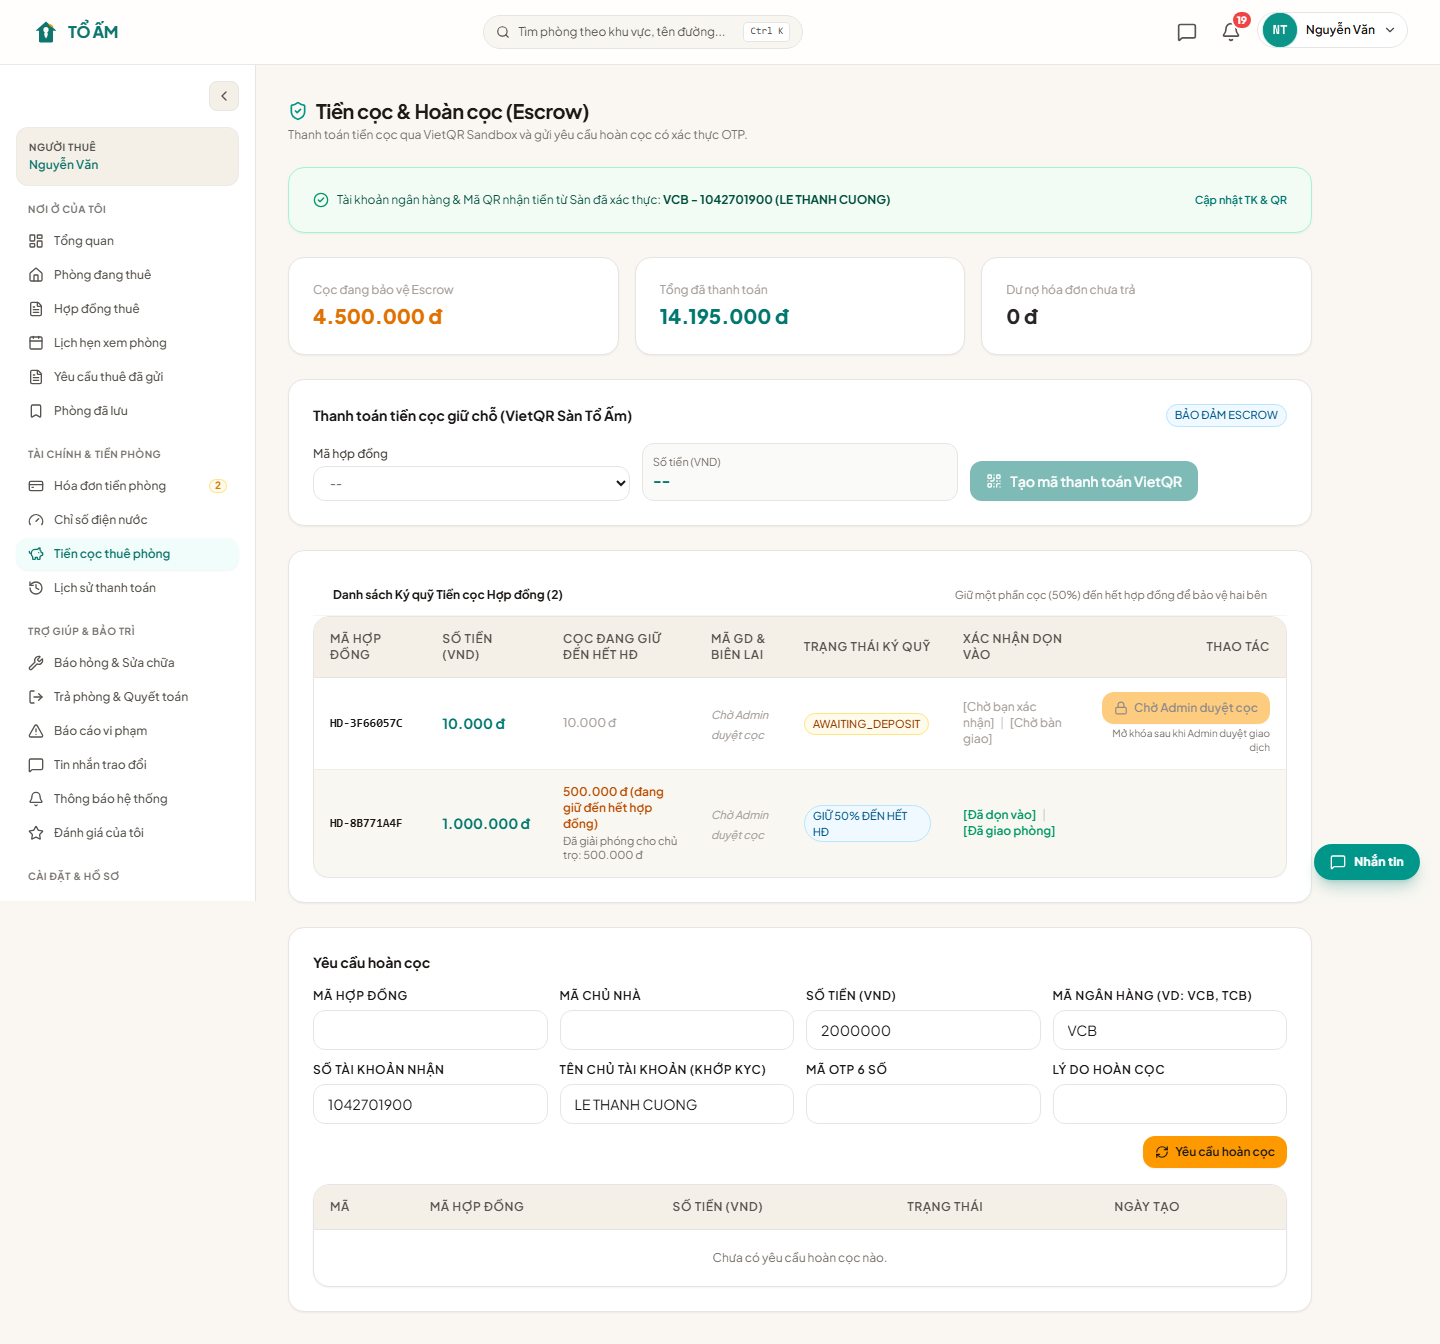 TỔ ẤM
Tìm phòng theo khu vực, tên đường...
Ctrl K
19
NT
Nguyễn Văn
NGƯỜI THUÊ
Nguyễn Văn
NƠI Ở CỦA TÔI
Tổng quan
Phòng đang thuê
Hợp đồng thuê
Lịch hẹn xem phòng
Yêu cầu thuê đã gửi
Phòng đã lưu
TÀI CHÍNH & TIỀN PHÒNG
Hóa đơn tiền phòng
2
Chỉ số điện nước
Tiền cọc thuê phòng
Lịch sử thanh toán
TRỢ GIÚP & BẢO TRÌ
Báo hỏng & Sửa chữa
Trả phòng & Quyết toán
Báo cáo vi phạm
Tin nhắn trao đổi
Thông báo hệ thống
Đánh giá của tôi
CÀI ĐẶT & HỒ SƠ
Tiền cọc & Hoàn cọc (Escrow)
Thanh toán tiền cọc qua VietQR Sandbox và gửi yêu cầu hoàn cọc có xác thực OTP.
Tài khoản ngân hàng & Mã QR nhận tiền từ Sàn đã xác thực: VCB - 1042701900 (LE THANH CUONG)
Cập nhật TK & QR
Cọc đang bảo vệ Escrow
4.500.000 đ
Tổng đã thanh toán
14.195.000 đ
Dư nợ hóa đơn chưa trả
0 đ
Thanh toán tiền cọc giữ chỗ (VietQR Sàn Tổ Ấm)
BẢO ĐẢM ESCROW
Mã hợp đồng
--
Số tiền (VND)
--
Tạo mã thanh toán VietQR
Danh sách Ký quỹ Tiền cọc Hợp đồng (2)
Giữ một phần cọc (50%) đến hết hợp đồng để bảo vệ hai bên
MÃ HỢP ĐỒNG
SỐ TIỀN (VND)
CỌC ĐANG GIỮ ĐẾN HẾT HĐ
MÃ GD & BIÊN LAI
TRẠNG THÁI KÝ QUỸ
XÁC NHẬN DỌN VÀO
THAO TÁC
HD-3F66057C
10.000 đ
10.000 đ
Chờ Admin duyệt cọc
AWAITING_DEPOSIT
[Chờ bạn xác nhận] | [Chờ bàn giao]
Chờ Admin duyệt cọc
Mở khóa sau khi Admin duyệt giao dịch
HD-8B771A4F
1.000.000 đ
500.000 đ (đang giữ đến hết hợp đồng)
Đã giải phóng cho chủ trọ: 500.000 đ
Chờ Admin duyệt cọc
GIỮ 50% ĐẾN HẾT HĐ
[Đã dọn vào] | [Đã giao phòng]
Nhắn tin
Yêu cầu hoàn cọc
MÃ HỢP ĐỒNG
MÃ CHỦ NHÀ
SỐ TIỀN (VND)
2000000
MÃ NGÂN HÀNG (VD: VCB, TCB)
VCB
SỐ TÀI KHOẢN NHẬN
1042701900
TÊN CHỦ TÀI KHOẢN (KHỚP KYC)
LE THANH CUONG
MÃ OTP 6 SỐ
LÝ DO HOÀN CỌC
Yêu cầu hoàn cọc
MÃ
MÃ HỢP ĐỒNG
SỐ TIỀN (VND)
TRẠNG THÁI
NGÀY TẠO
Chưa có yêu cầu hoàn cọc nào.